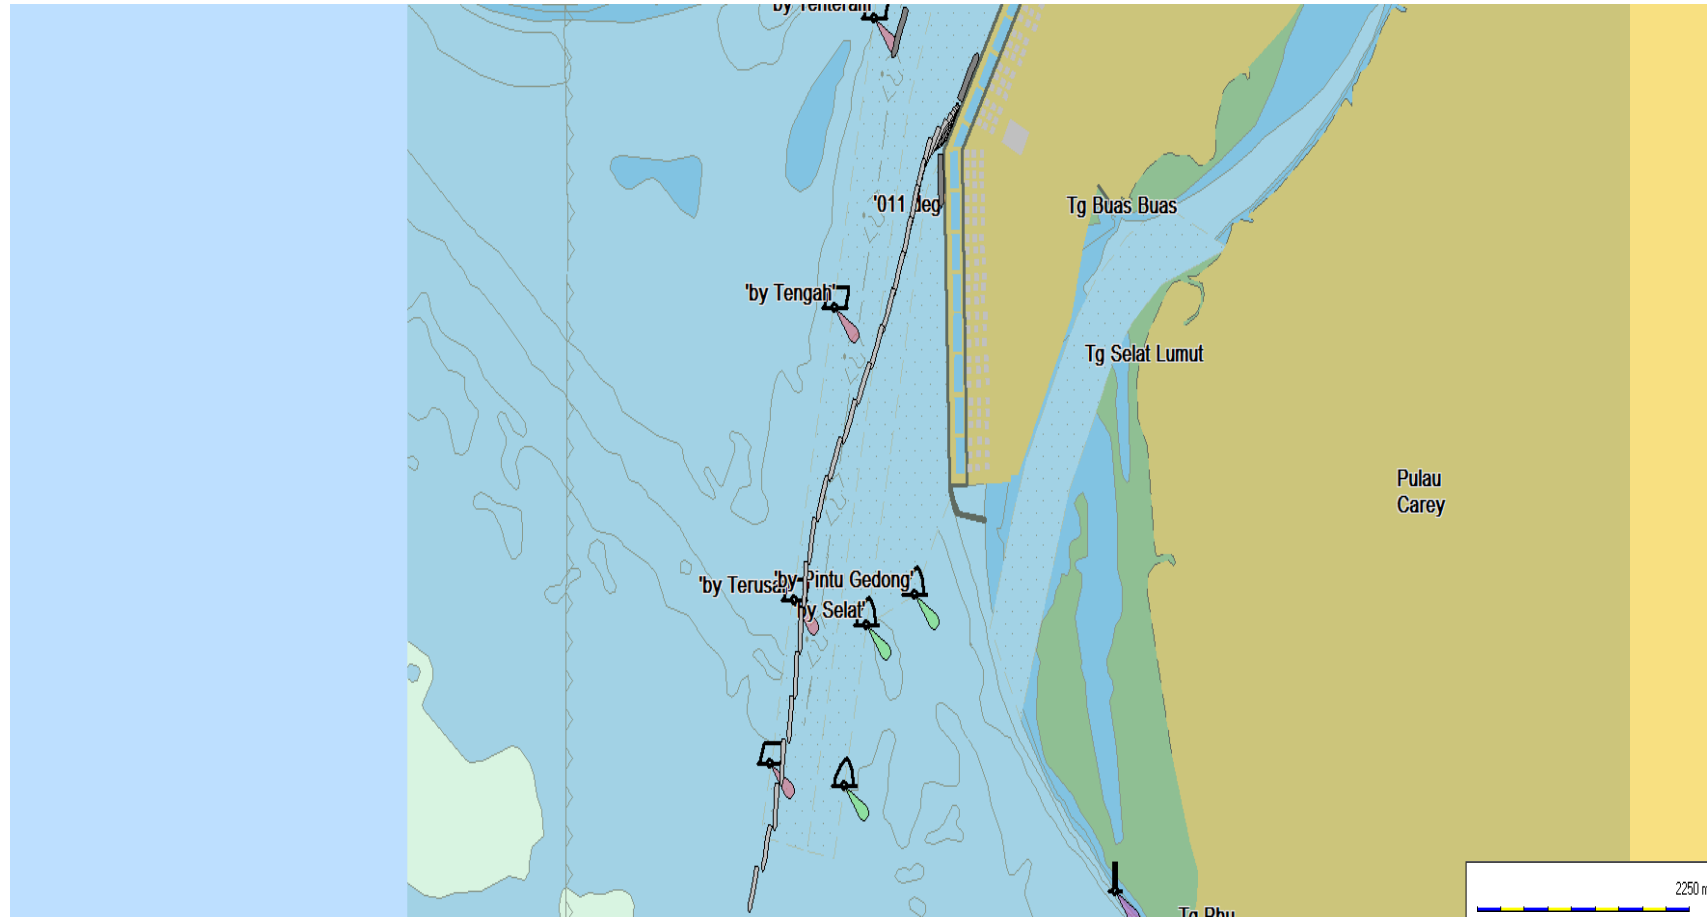 'by Tenteram'
'011 deg
Tg Buas Buas
'by Tengah'
Tg Selat Lumut
Pulau
Carey
'by Pintu Gedong'
by Selat'
2250 m